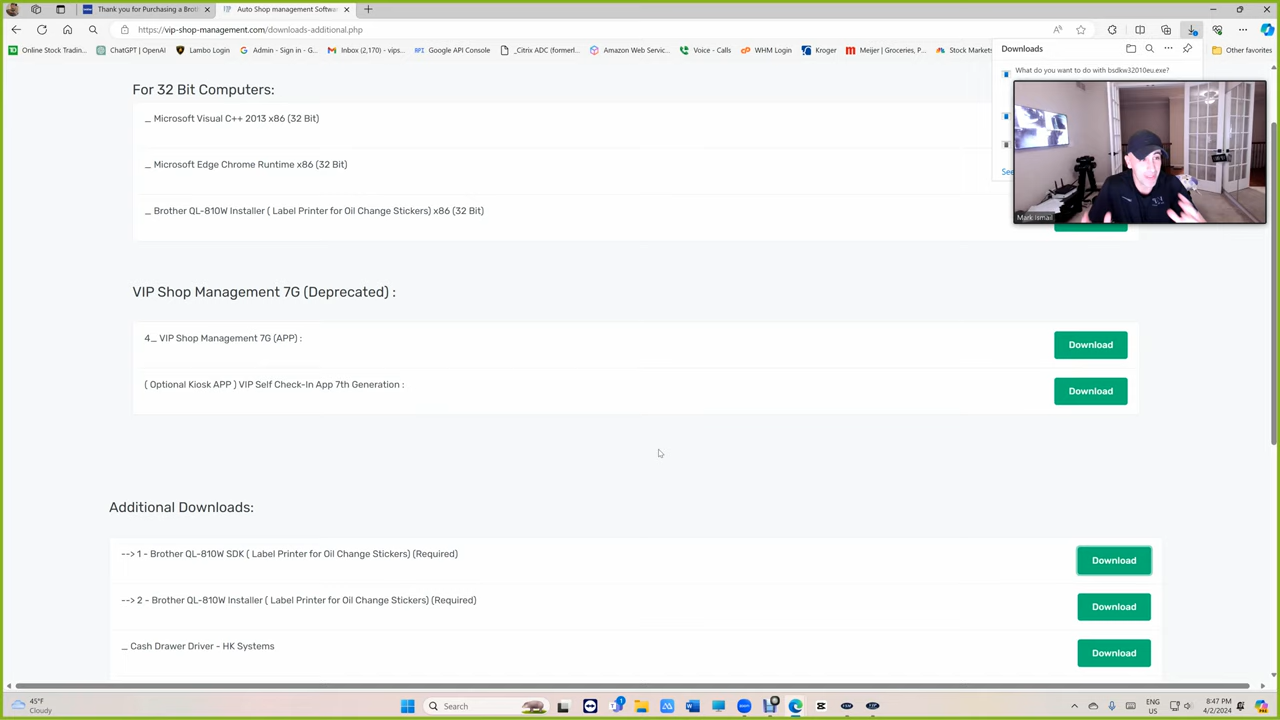 Thank you for Purchasing a Brot
Auto Shop management Softwa
https://vip-shop-management.com/downloads-additional.php
Online Stock Tradin...
ChatGPT | OpenAI
Lambo Login
Admin - Sign in - G...
Inbox (2,170) - vips...
Google API Console
_Citrix ADC (formerl...
Amazon Web Servic...
Voice - Calls
WHM Login
Kroger
Meijer | Groceries, P...
Stock Markets
Other favorites
Downloads
What do you want to do with bsdkw32010eu.exe?
See
Mark Ismail
For 32 Bit Computers:
_ Microsoft Visual C++ 2013 x86 (32 Bit)
_ Microsoft Edge Chrome Runtime x86 (32 Bit)
_ Brother QL-810W Installer ( Label Printer for Oil Change Stickers) x86 (32 Bit)
VIP Shop Management 7G (Deprecated) :
4_ VIP Shop Management 7G (APP) :
Download
( Optional Kiosk APP ) VIP Self Check-In App 7th Generation :
Download
Additional Downloads:
--> 1 - Brother QL-810W SDK ( Label Printer for Oil Change Stickers) (Required)
Download
--> 2 - Brother QL-810W Installer ( Label Printer for Oil Change Stickers) (Required)
Download
_ Cash Drawer Driver - HK Systems
Download
45°F
Cloudy
Search
ENG
US
8:47 PM
4/2/2024